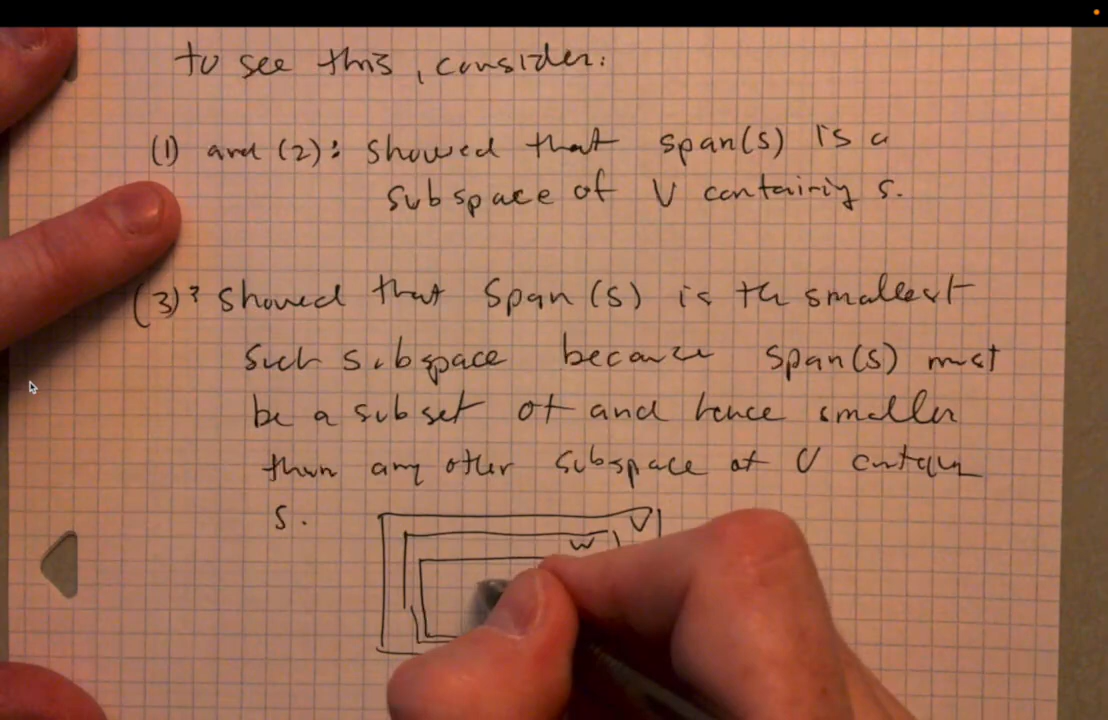 to see this, consider:
(1) and (2): showed that span(s) is a
subspace of V containing s.
(3): showed that span(s) is the smallest
such subspace because span(s) must
be a subset of and hence smaller
than any other subspace of V
s.
V
W